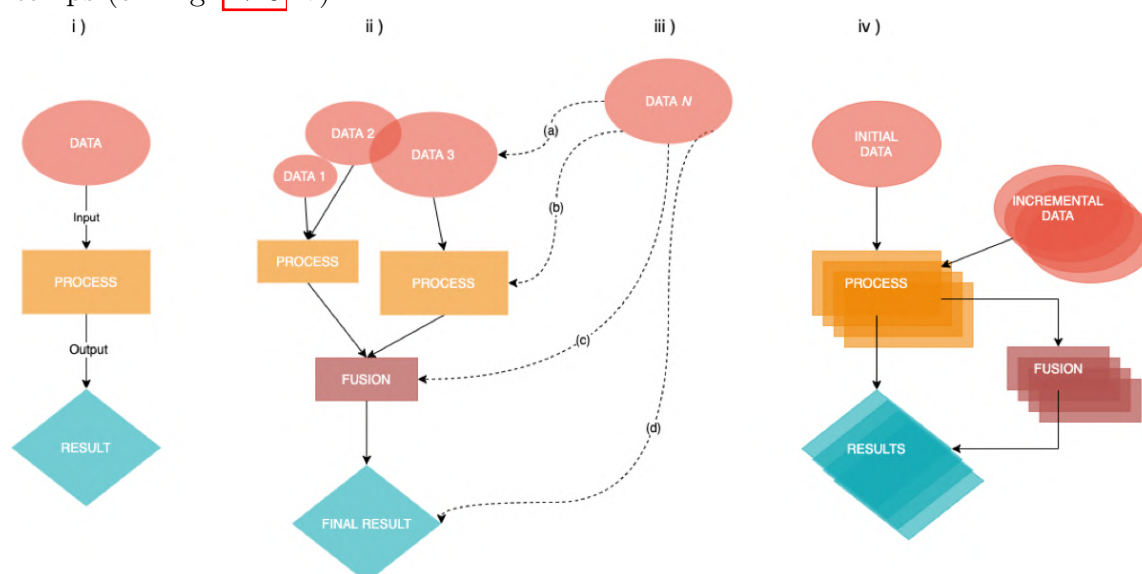 i )
ii )
iii )
iv )
DATA
Input
PROCESS
Output
RESULT
DATA 1
DATA 2
DATA 3
PROCESS
PROCESS
FUSION
FINAL RESULT
DATA N
(a)
(b)
(c)
(d)
INITIAL
DATA
INCREMENTAL
DATA
PROCESS
FUSION
RESULTS